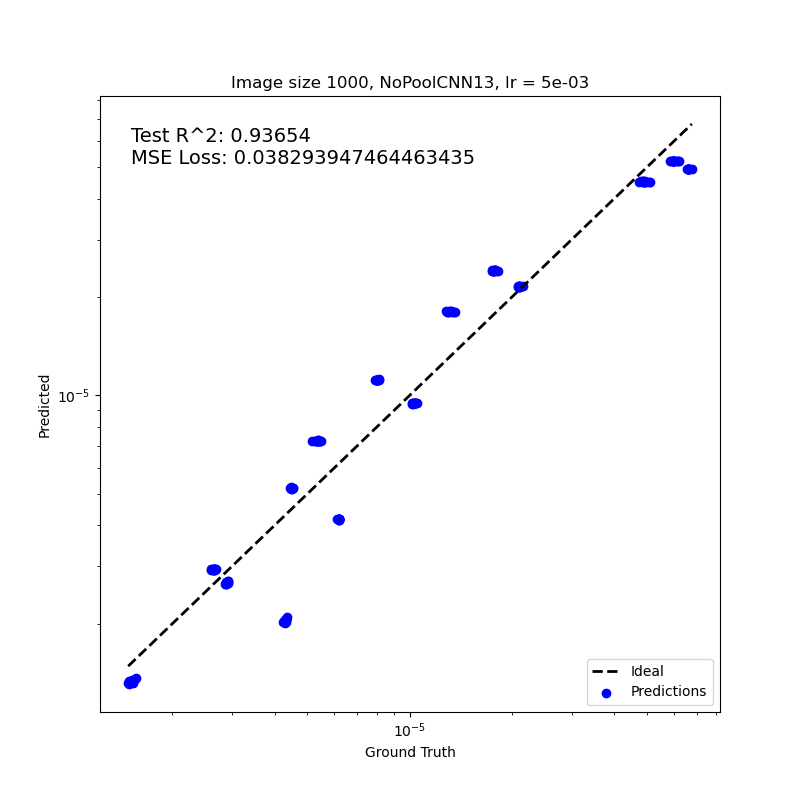 Image size 1000, NoPoolCNN13, lr = 5e-03
Test R^2: 0.93654
MSE Loss: 0.038293947464463435
Predicted
10⁻⁵
Ideal
Predictions
10⁻⁵
Ground Truth